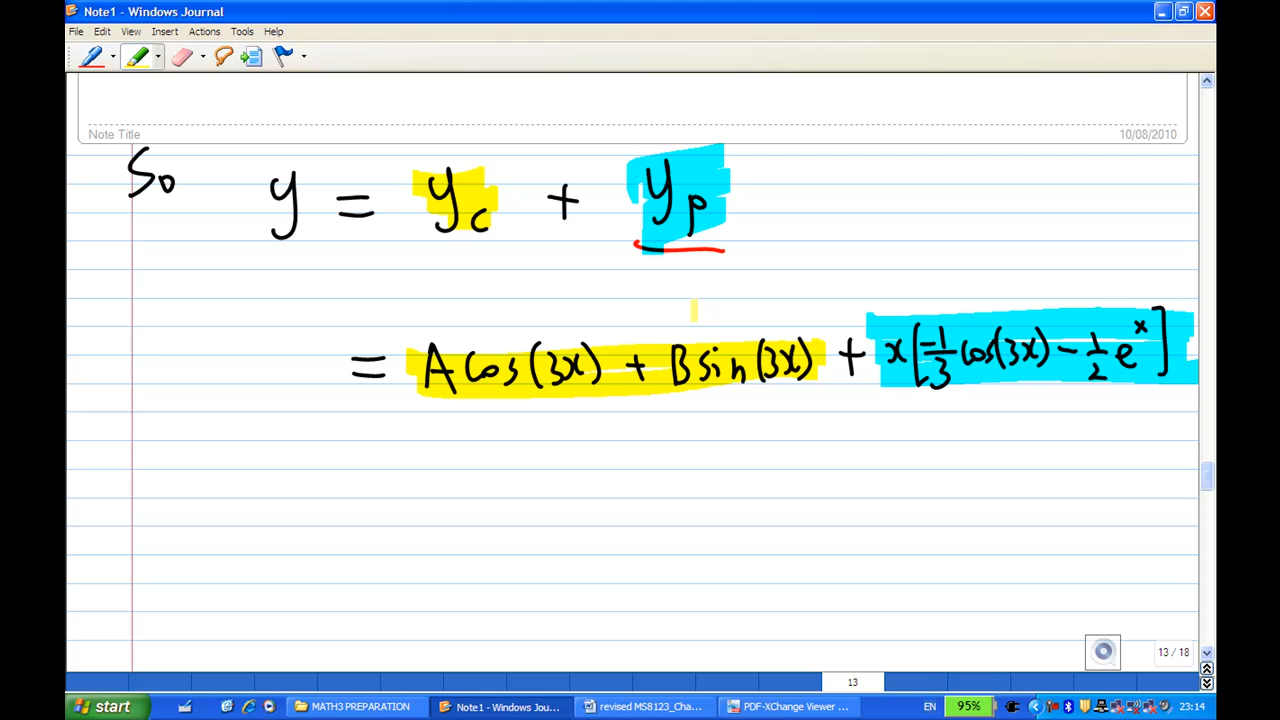 Note1 - Windows Journal
File Edit View Insert Actions Tools Help
Note Title 10/08/2010
So y = y_c + y_p
= A cos(3x) + B sin(3x) + x[-1/3 cos(3x) - 1/2 e^x]
13 / 18
13
start MATH3 PREPARATION Note1 - Windows Jou... revised MS8123_Cha... PDF-XChange Viewer ... EN 95% 23:14